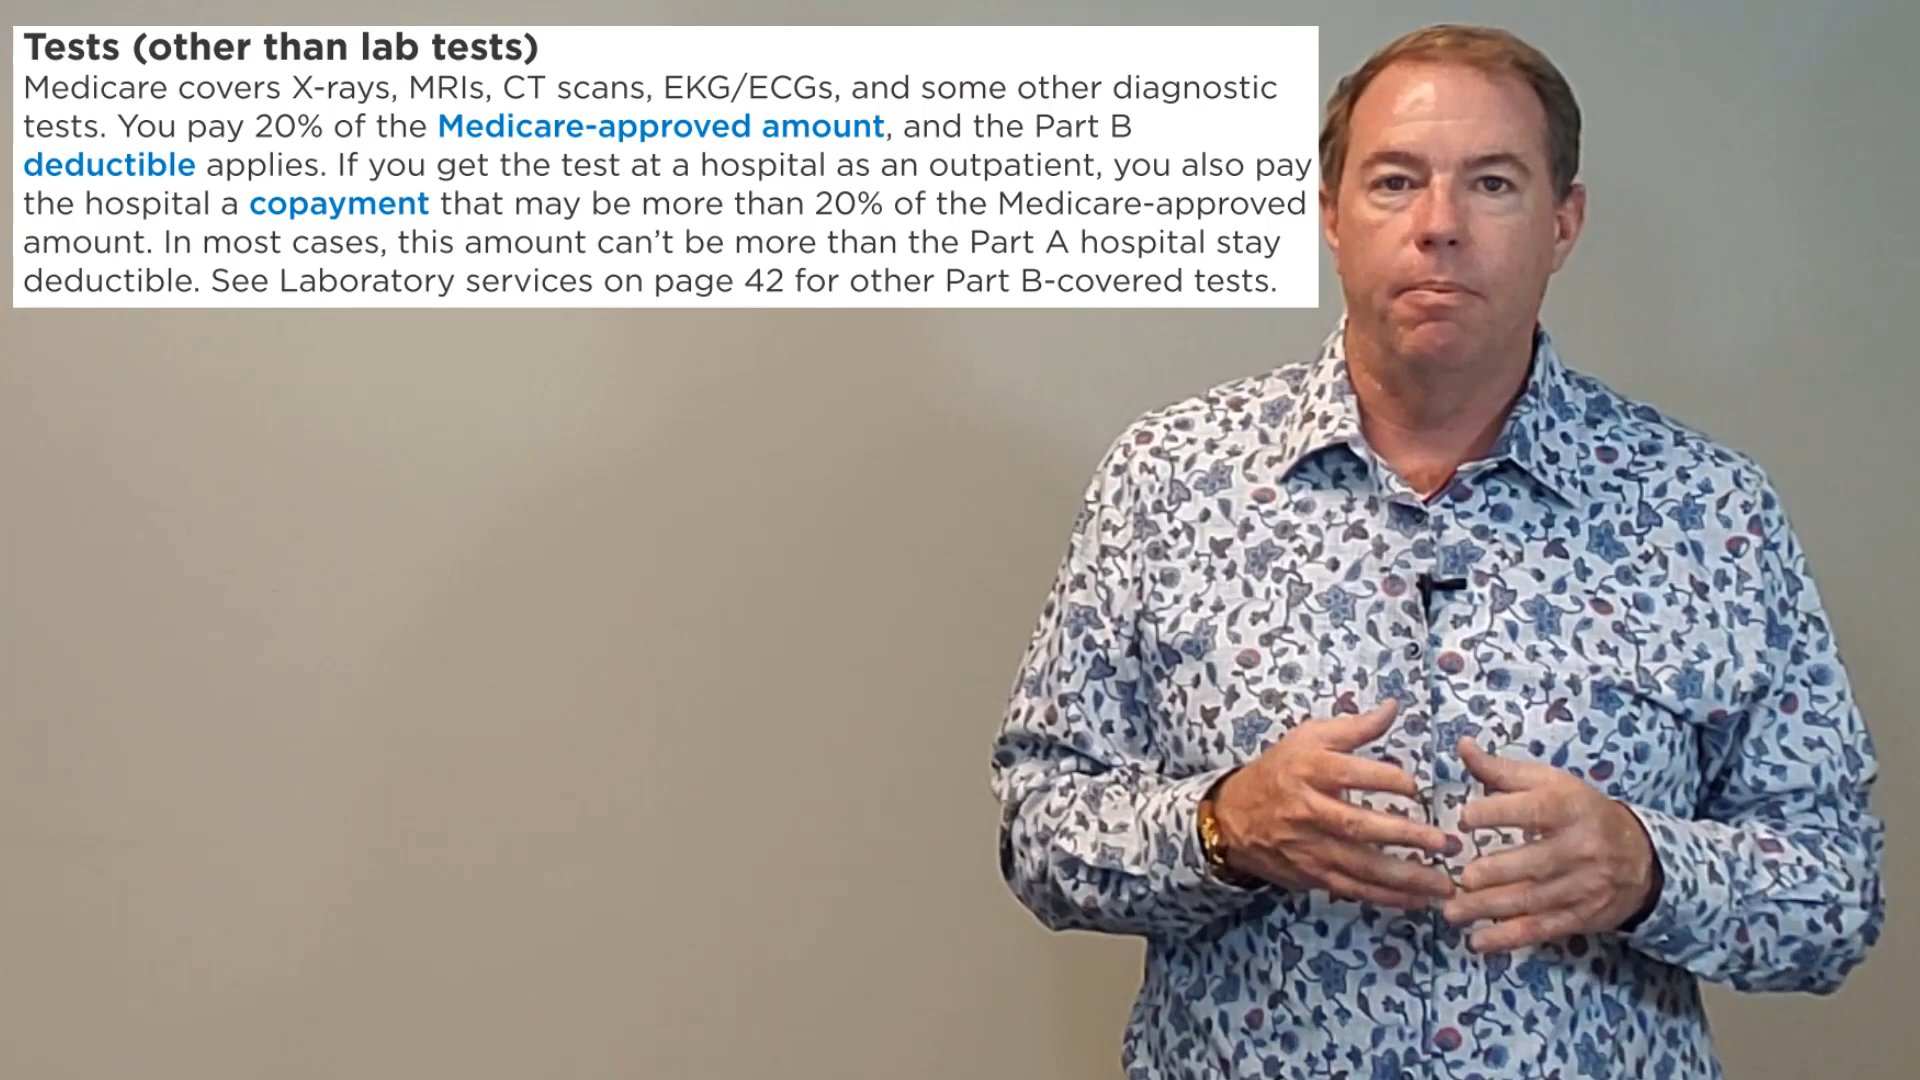 Tests (other than lab tests)
Medicare covers X-rays, MRIs, CT scans, EKG/ECGs, and some other diagnostic
tests. You pay 20% of the Medicare-approved amount, and the Part B
deductible applies. If you get the test at a hospital as an outpatient, you also pay
the hospital a copayment that may be more than 20% of the Medicare-approved
amount. In most cases, this amount can’t be more than the Part A hospital stay
deductible. See Laboratory services on page 42 for other Part B-covered tests.